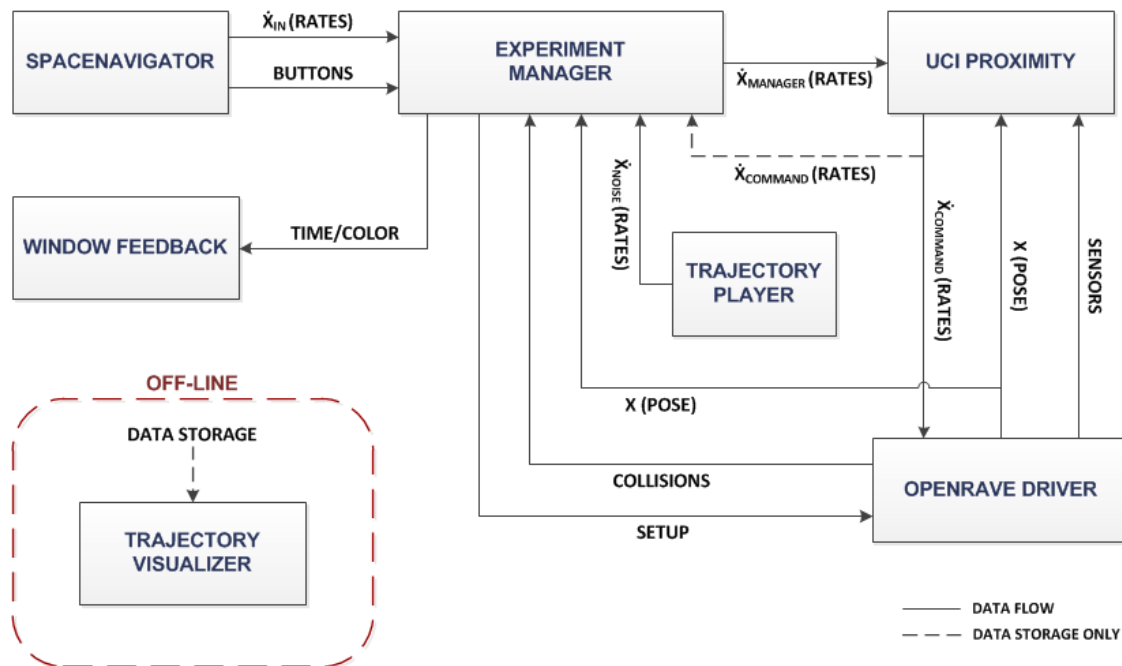 ẊIN (RATES)
SPACENAVIGATOR
BUTTONS
EXPERIMENT
MANAGER
ẊMANAGER (RATES)
UCI PROXIMITY
ẊNOISE (RATES)
ẊCOMMAND (RATES)
ẊCOMMAND (RATES)
X (POSE)
SENSORS
WINDOW FEEDBACK
TIME/COLOR
TRAJECTORY
PLAYER
X (POSE)
OFF-LINE
DATA STORAGE
TRAJECTORY
VISUALIZER
COLLISIONS
SETUP
OPENRAVE DRIVER
DATA FLOW
DATA STORAGE ONLY